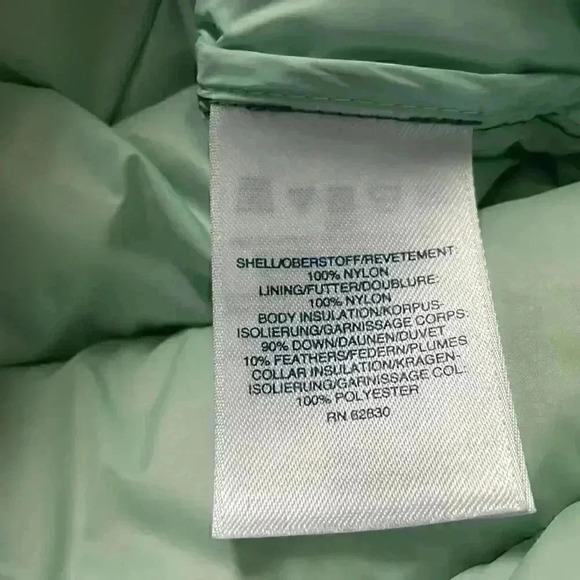 SHELL/OBERSTOFF/REVETEMENT
100% NYLON
LINING/FUTTER/DOUBLURE
100% NYLON
BODY INSULATION/KORPUS-
ISOLIERUNG/GARNISSAGE CORPS:
90% DOWN/DAUNEN/DUVET
10% FEATHERS/FEDERN/PLUMES
COLLAR INSULATION/KRAGEN-
ISOLIERUNG/GARNISSAGE COL:
100% POLYESTER
RN 62830